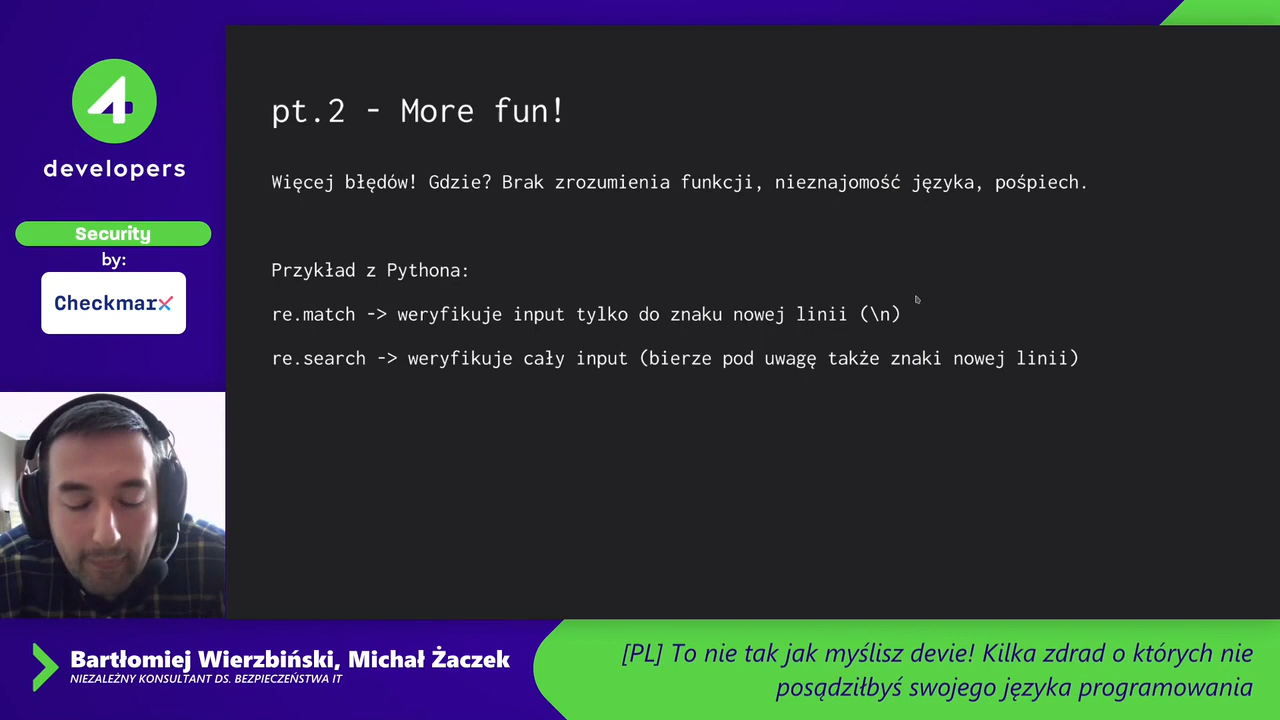 4
developers
Security
by:
Checkmarx
pt.2 - More fun!
Więcej błędów! Gdzie? Brak zrozumienia funkcji, nieznajomość języka, pośpiech.
Przykład z Pythona:
re.match -> weryfikuje input tylko do znaku nowej linii (\n)
re.search -> weryfikuje cały input (bierze pod uwagę także znaki nowej linii)
Bartłomiej Wierzbiński, Michał Żaczek
NIEZALEŻNY KONSULTANT DS. BEZPIECZEŃSTWA IT
[PL] To nie tak jak myślisz devie! Kilka zdrad o których nie
posądziłbyś swojego języka programowania